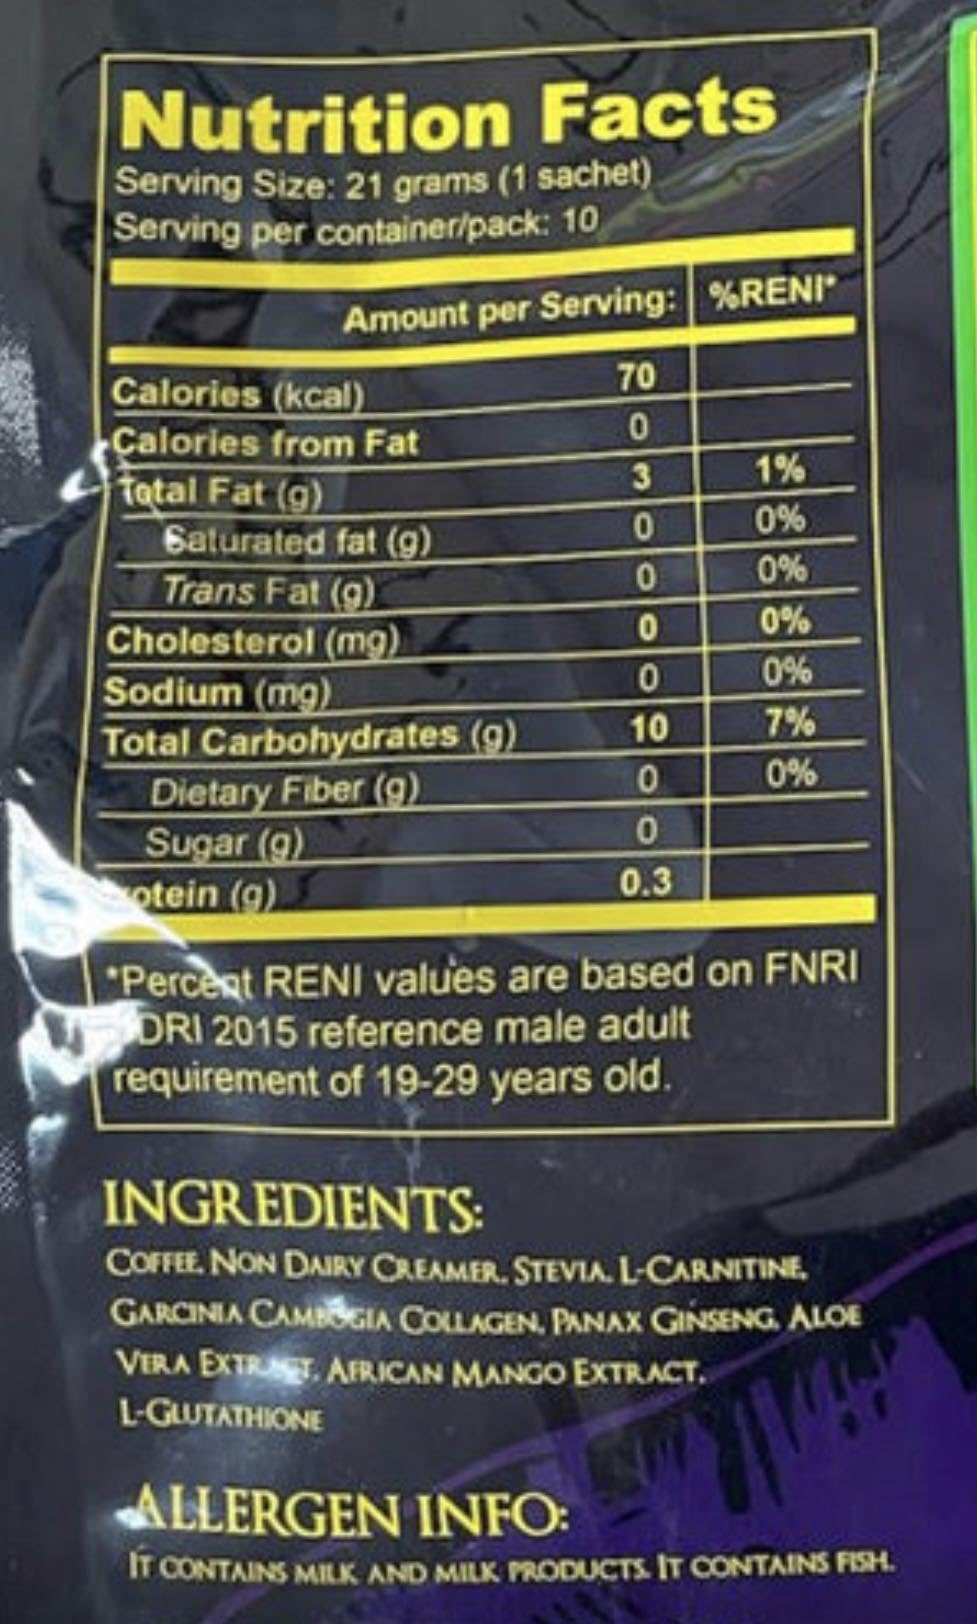 Nutrition Facts
Serving Size: 21 grams (1 sachet)
Serving per container/pack: 10
Amount per Serving: %RENI*
Calories (kcal) 70
Calories from Fat 0
Total Fat (g) 3 1%
Saturated fat (g) 0 0%
Trans Fat (g) 0 0%
Cholesterol (mg) 0 0%
Sodium (mg) 0 0%
Total Carbohydrates (g) 10 7%
Dietary Fiber (g) 0 0%
Sugar (g) 0
otein (g) 0.3
*Percent RENI values are based on FNRI
DRI 2015 reference male adult
requirement of 19-29 years old.
INGREDIENTS:
COFFEE, NON DAIRY CREAMER, STEVIA, L-CARNITINE,
GARCINIA CAMBOGIA COLLAGEN, PANAX GINSENG, ALOE
VERA EXTRACT, AFRICAN MANGO EXTRACT,
L-GLUTATHIONE
ALLERGEN INFO:
IT CONTAINS MILK AND MILK PRODUCTS. IT CONTAINS FISH.